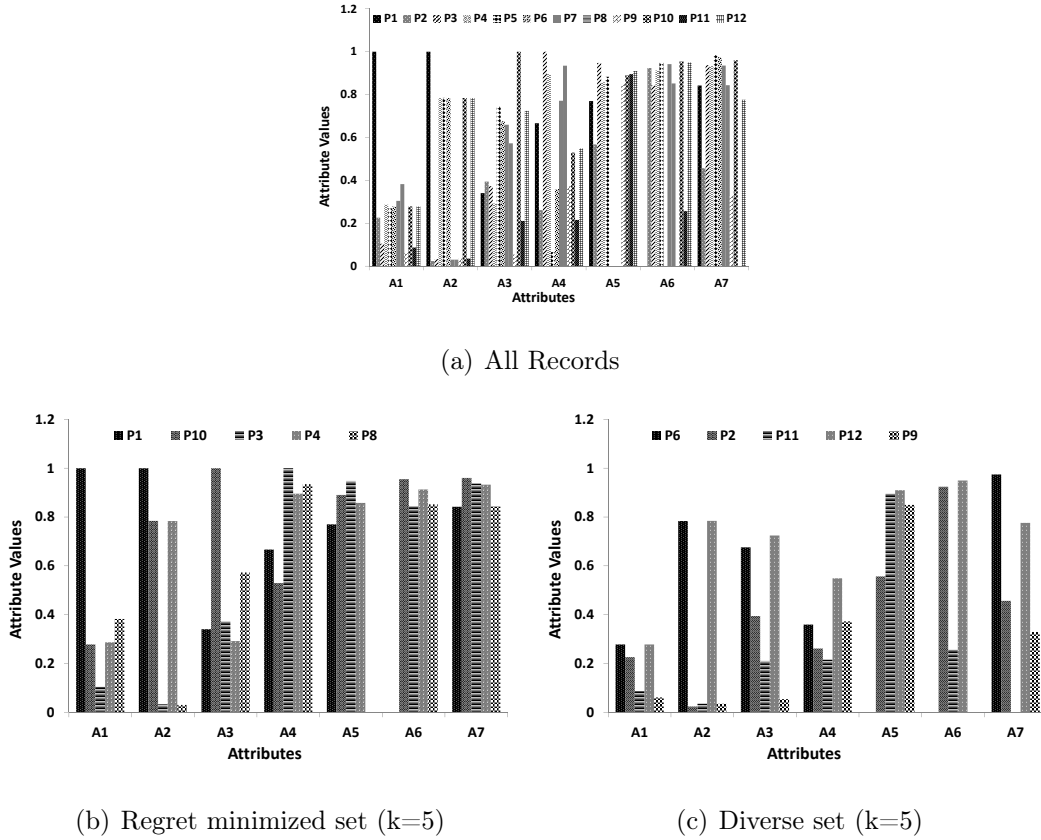 1.2
P1 P2 P3 P4 P5 P6 P7 P8 P9 P10 P11 P12
1
0.8
0.6
0.4
0.2
0
Attribute Values
A1 A2 A3 A4 A5 A6 A7
Attributes
(a) All Records
1.2
P1 P10 P3 P4 P8
1
0.8
0.6
0.4
0.2
0
Attribute Values
A1 A2 A3 A4 A5 A6 A7
Attributes
(b) Regret minimized set (k=5)
1.2
P6 P2 P11 P12 P9
1
0.8
0.6
0.4
0.2
0
Attribute Values
A1 A2 A3 A4 A5 A6 A7
Attributes
(c) Diverse set (k=5)